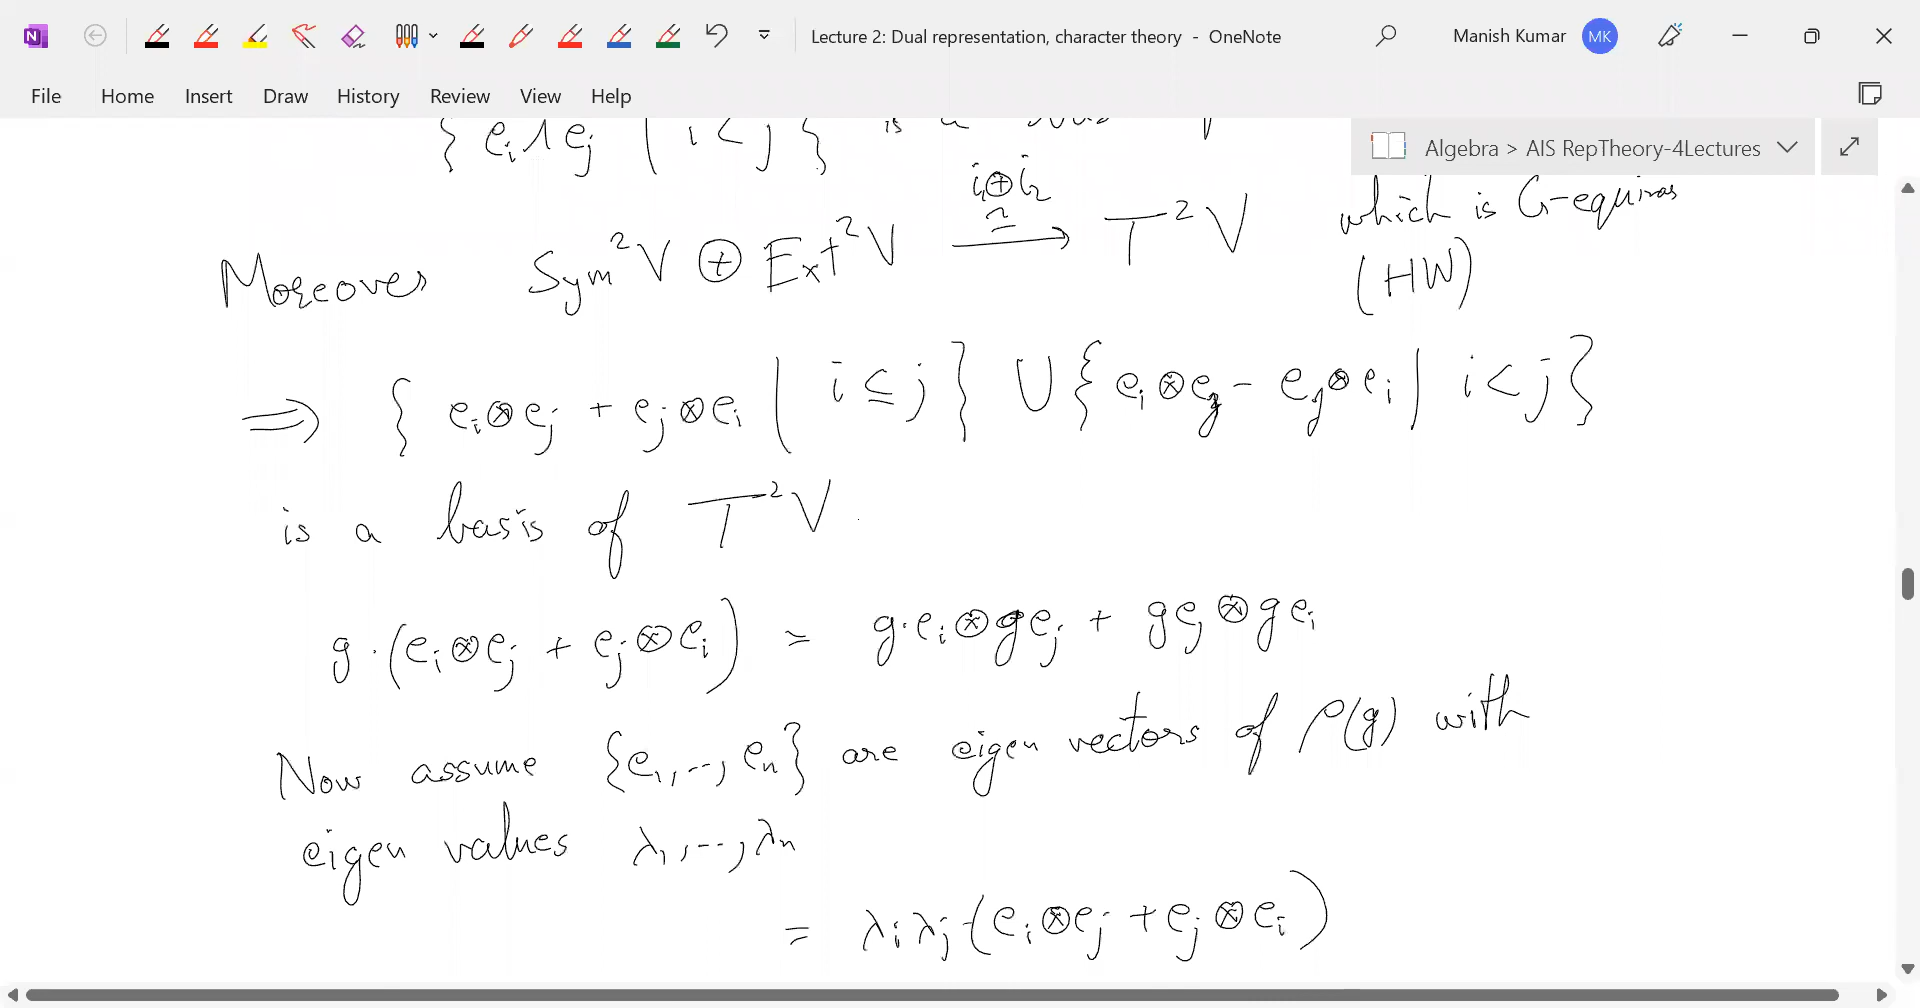 Lecture 2: Dual representation, character theory - OneNote
Manish Kumar MK
File Home Insert Draw History Review View Help
Algebra > AIS RepTheory-4Lectures
{ eᵢ∧eⱼ | i<j } is a
Moreover Sym²V ⊕ Ext²V —i₁⊕i₂ ≃→ T²V which is G-equivar
(HW)
⇒ { eᵢ⊗eⱼ + eⱼ⊗eᵢ | i ≤ j } ∪ { eᵢ⊗eⱼ - eⱼ⊗eᵢ | i<j }
is a basis of T²V.
g·(eᵢ⊗eⱼ + eⱼ⊗eᵢ) = g·eᵢ⊗geⱼ + geⱼ⊗geᵢ
Now assume {e₁,..,eₙ} are eigen vectors of ρ(g) with
eigen values λ₁,..,λₙ
= λᵢλⱼ(eᵢ⊗eⱼ + eⱼ⊗eᵢ)